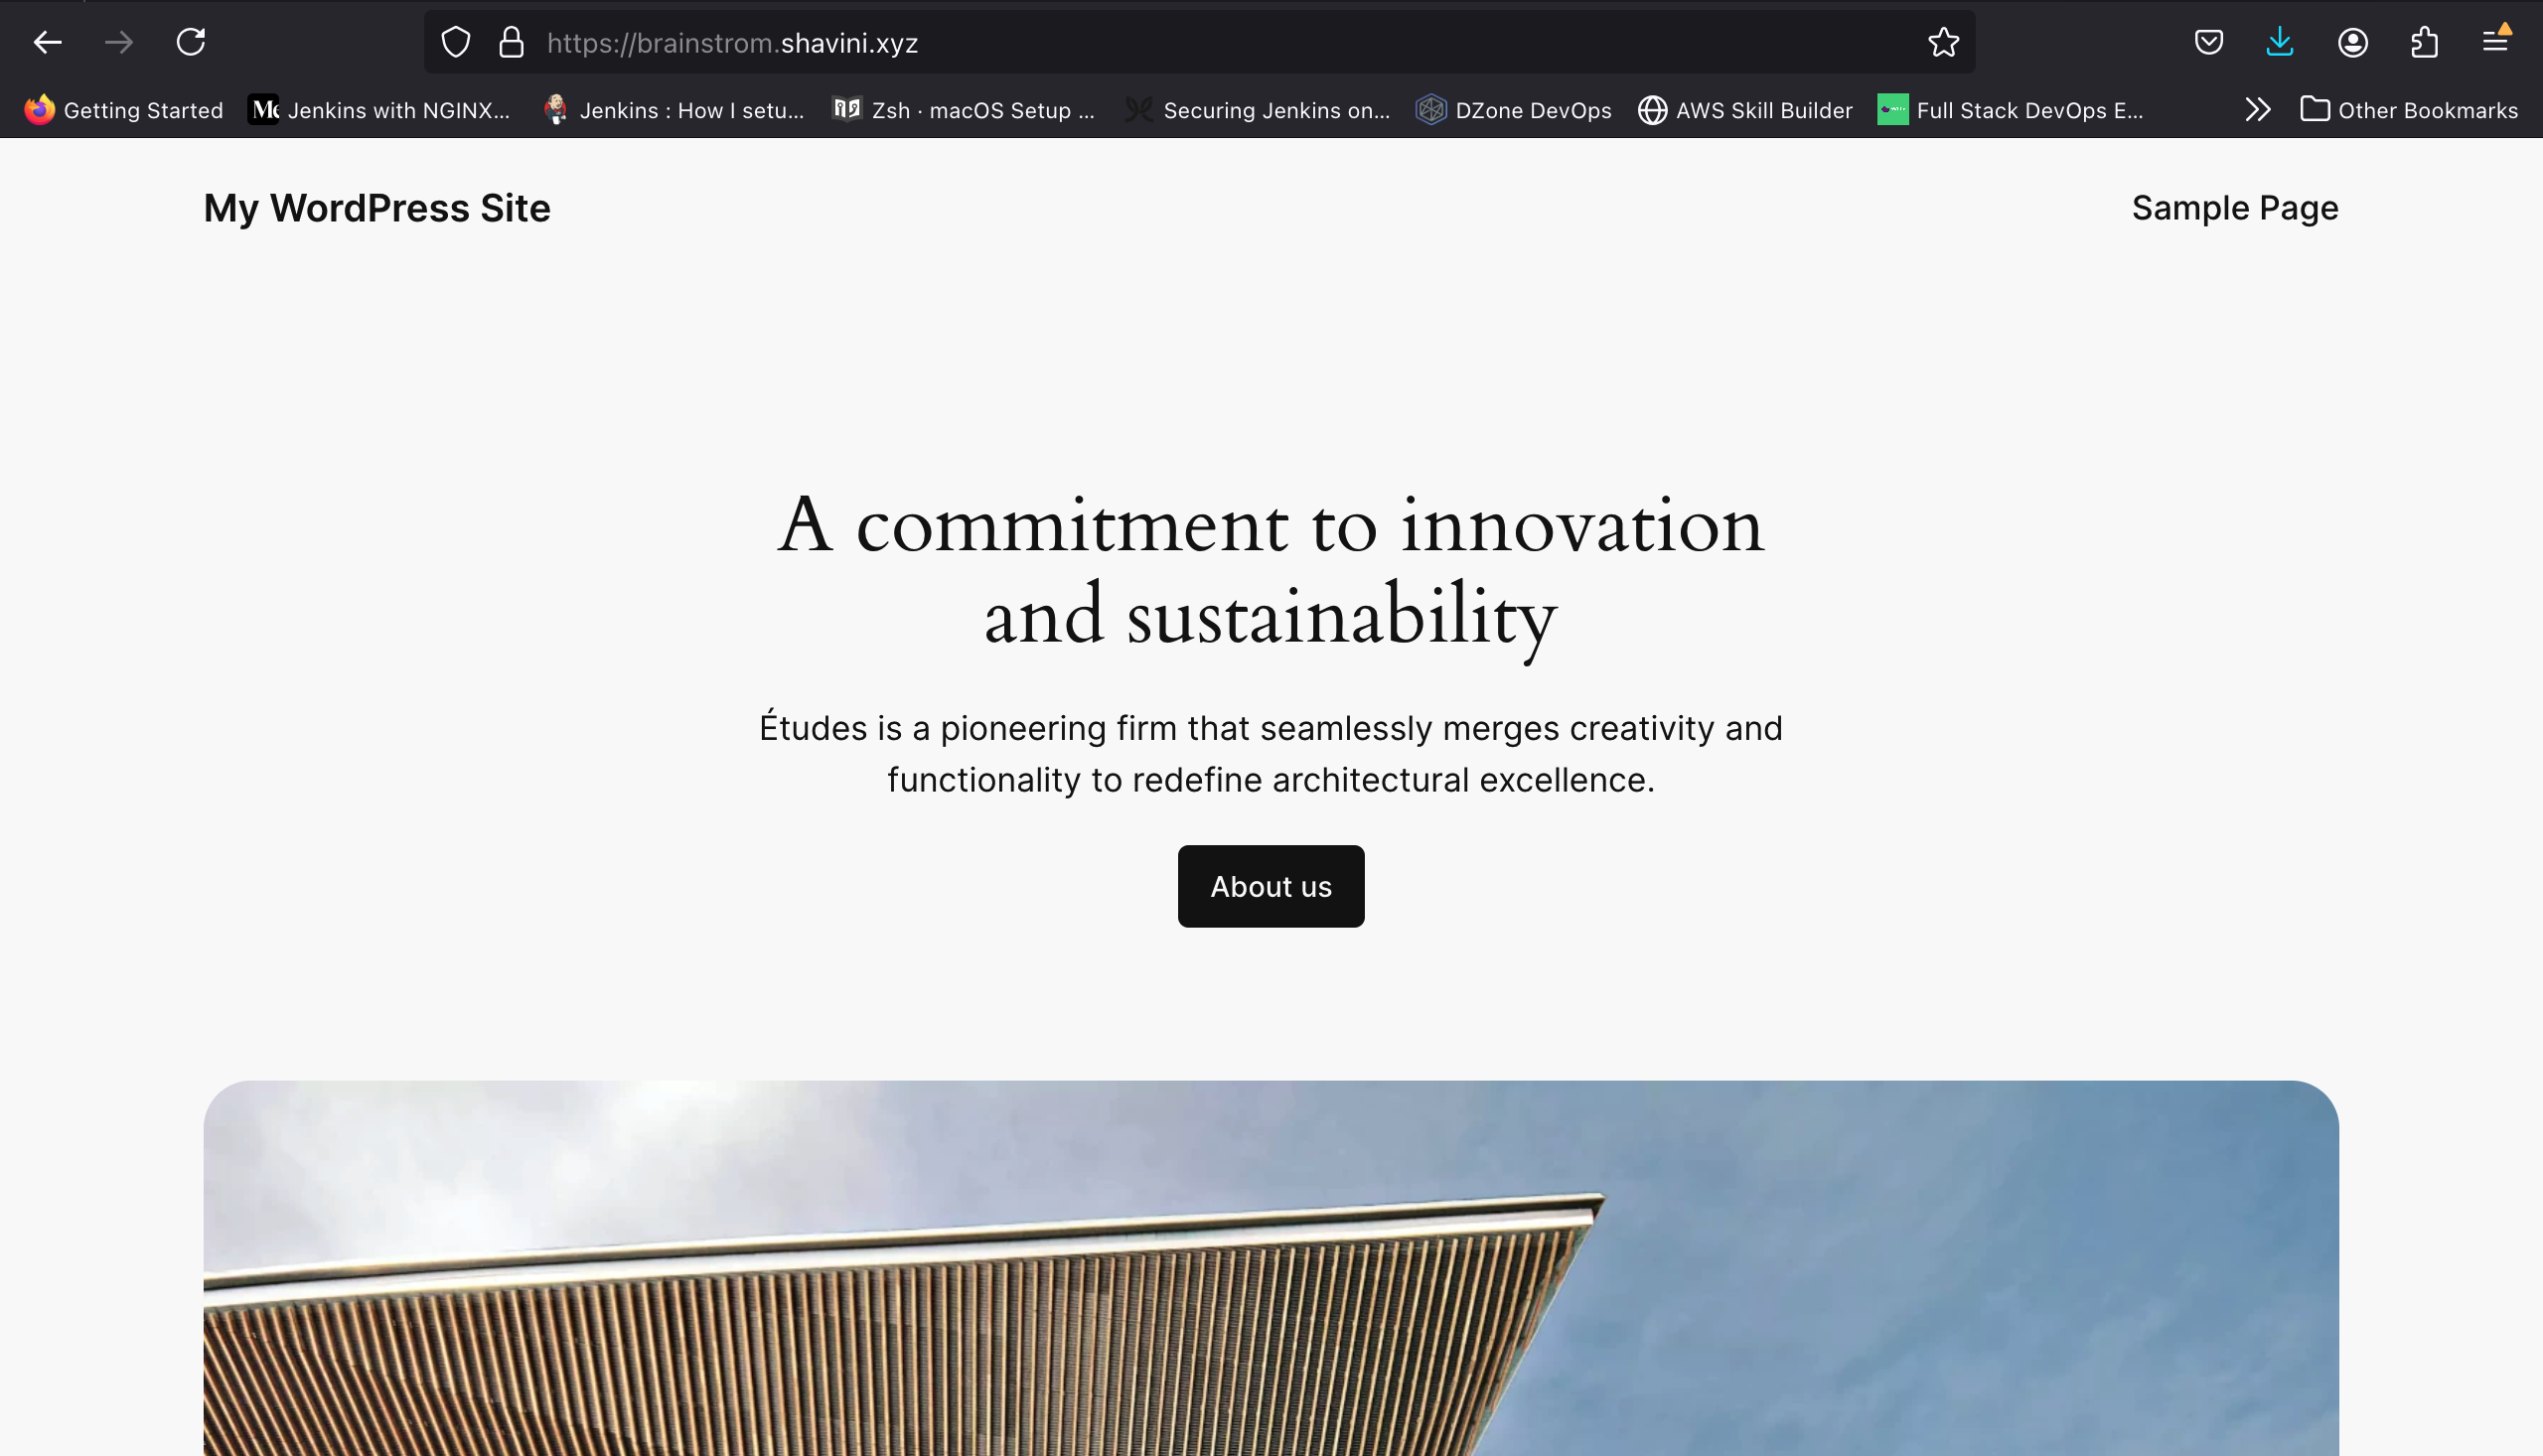 https://brainstrom.shavini.xyz
Getting Started
Jenkins with NGINX...
Jenkins : How I setu...
Zsh · macOS Setup ...
Securing Jenkins on...
DZone DevOps
AWS Skill Builder
Full Stack DevOps E...
Other Bookmarks
My WordPress Site
Sample Page
A commitment to innovation
and sustainability
Études is a pioneering firm that seamlessly merges creativity and
functionality to redefine architectural excellence.
About us